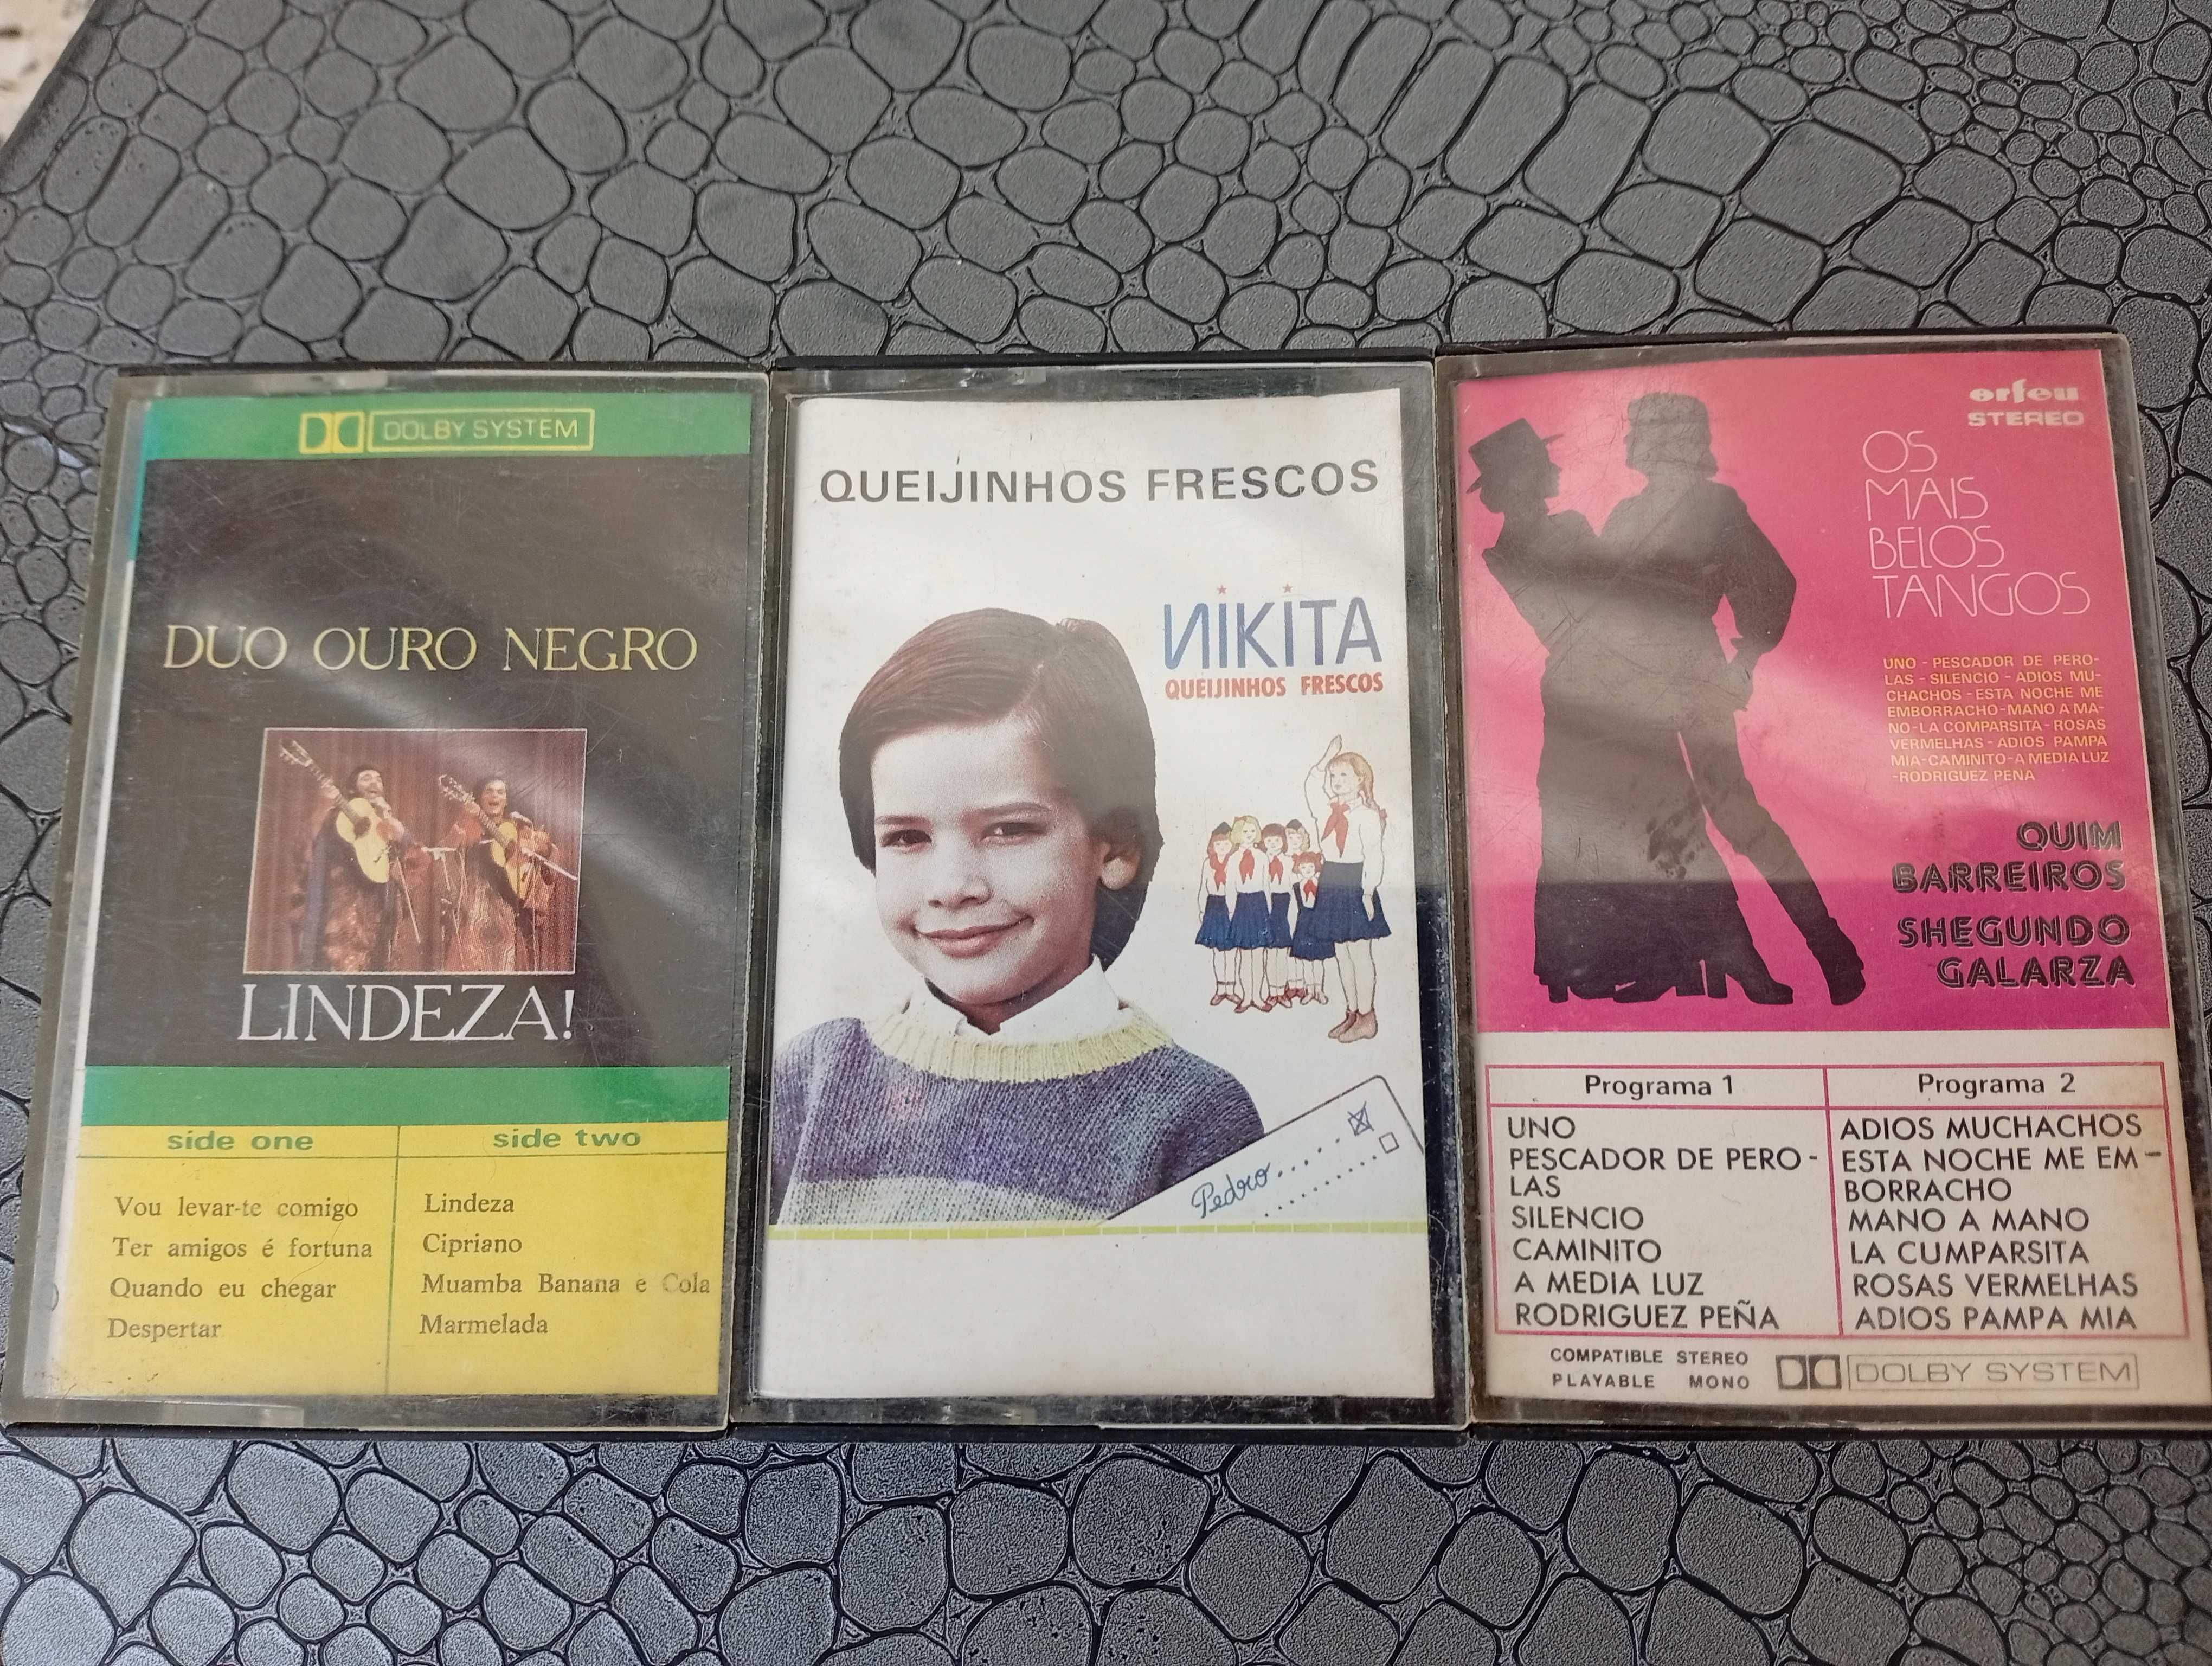 DOLBY SYSTEM
DUO OURO NEGRO
LINDEZA!
side one
Vou levar-te comigo
Ter amigos é fortuna
Quando eu chegar
Despertar
side two
Lindeza
Cipriano
Muamba Banana e Cola
Marmelada
QUEIJINHOS FRESCOS
NIKITA
QUEIJINHOS FRESCOS
Pedro....
orfeu
STEREO
OS
MAIS
BELOS
TANGOS
UNO - PESCADOR DE PERO-
LAS - SILENCIO - ADIOS MU-
CHACHOS - ESTA NOCHE ME
EMBORRACHO - MANO A MA-
NO - LA COMPARSITA - ROSAS
VERMELHAS - ADIOS PAMPA
MIA - CAMINITO - A MEDIA LUZ
- RODRIGUEZ PENA
QUIM
BARREIROS
SHEGUNDO
GALARZA
Programa 1
UNO
PESCADOR DE PERO-
LAS
SILENCIO
CAMINITO
A MEDIA LUZ
RODRIGUEZ PEÑA
Programa 2
ADIOS MUCHACHOS
ESTA NOCHE ME EM-
BORRACHO
MANO A MANO
LA CUMPARSITA
ROSAS VERMELHAS
ADIOS PAMPA MIA
COMPATIBLE STEREO
PLAYABLE MONO
DOLBY SYSTEM